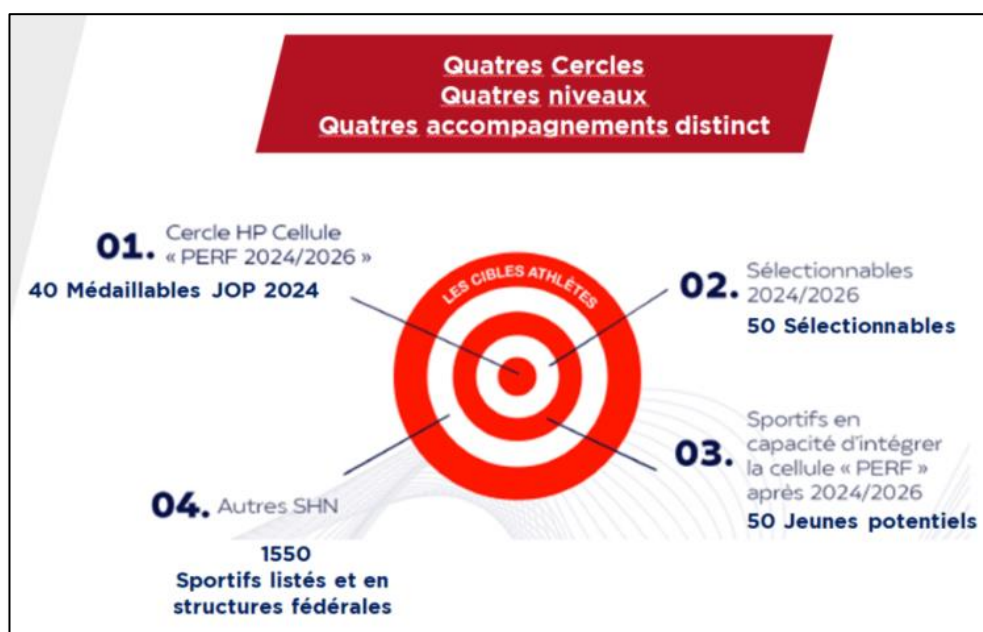 Quatres Cercles
Quatres niveaux
Quatres accompagnements distinct
01. Cercle HP Cellule
« PERF 2024/2026 »
40 Médaillables JOP 2024
LES CIBLES ATHLÈTES
02. Sélectionnables
2024/2026
50 Sélectionnables
03. Sportifs en
capacité d'intégrer
la cellule « PERF »
après 2024/2026
50 Jeunes potentiels
04. Autres SHN
1550
Sportifs listés et en
structures fédérales